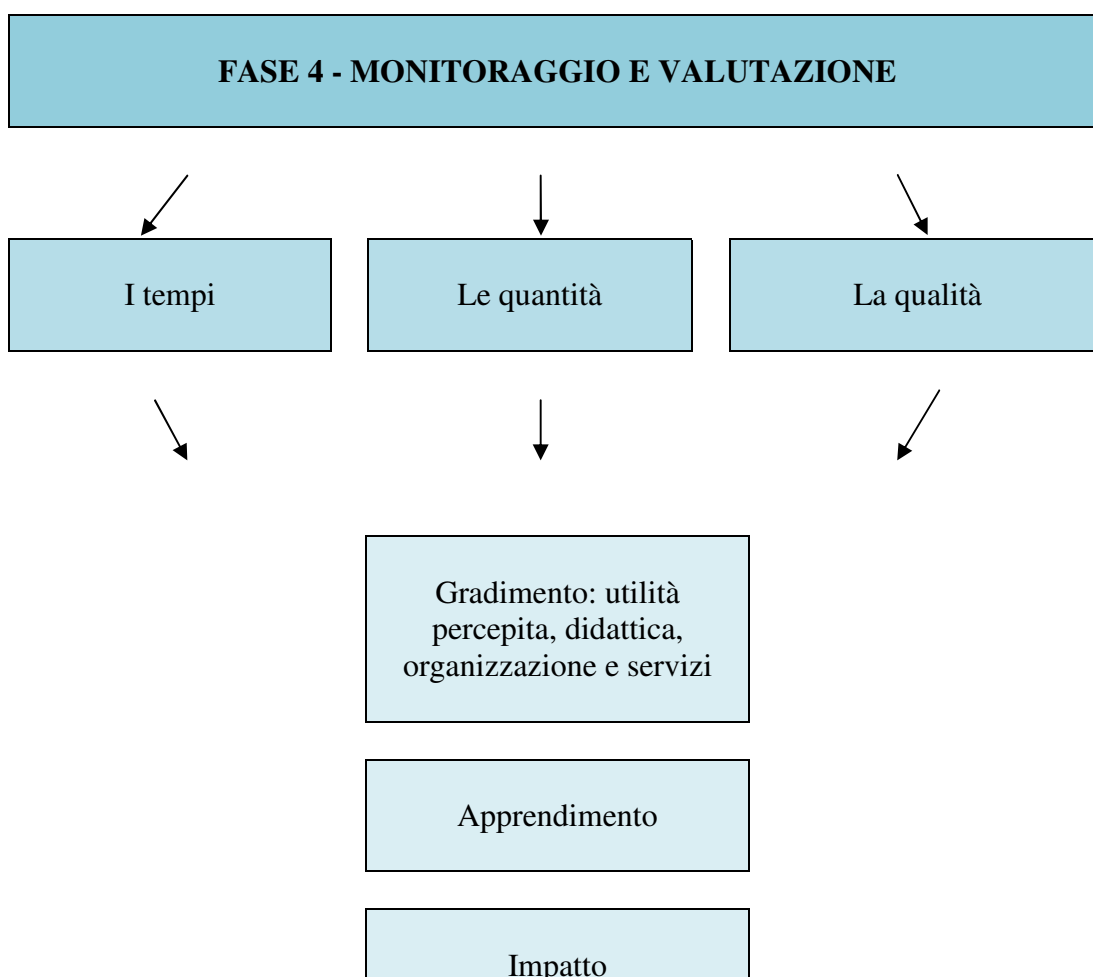 FASE 4 - MONITORAGGIO E VALUTAZIONE
I tempi
Le quantità
La qualità
Gradimento: utilità
percepita, didattica,
organizzazione e servizi
Apprendimento
Impatto